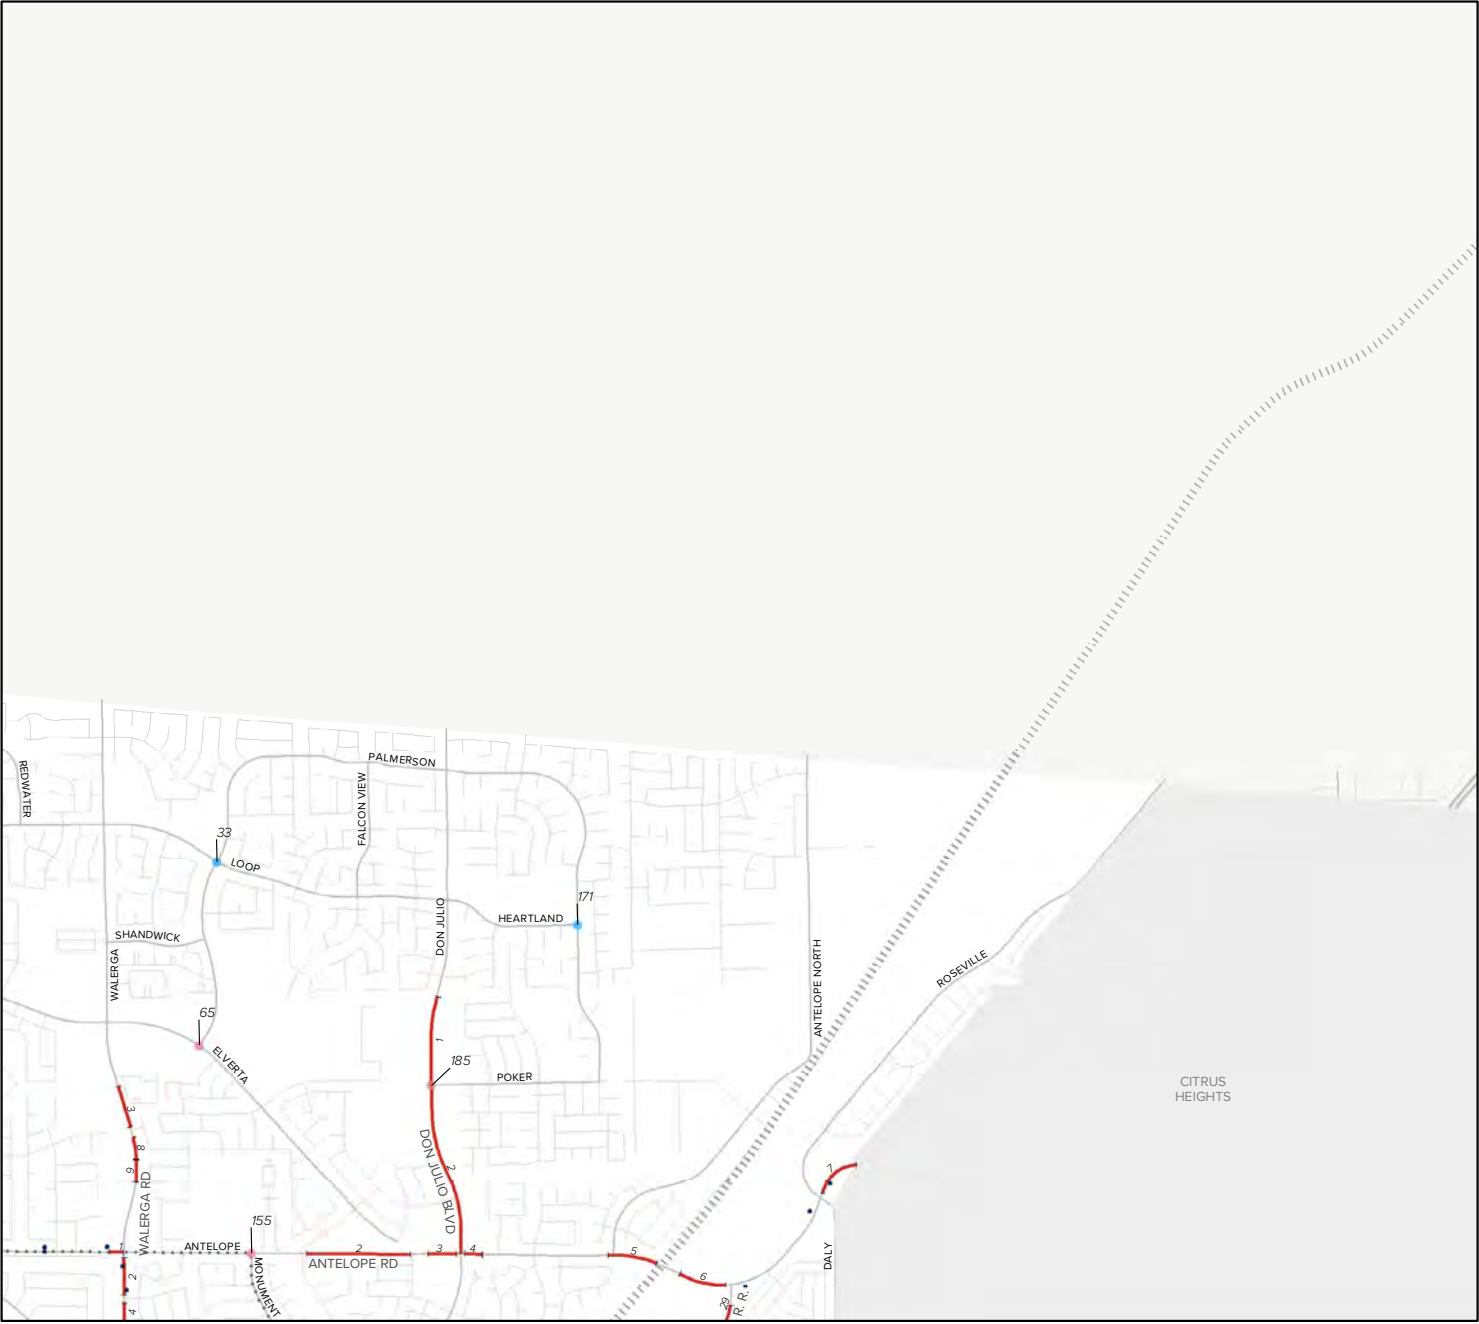 PALMERSON
REDWATER
FALCON VIEW
33
LOOP
171
DON JULIO
HEARTLAND
SHANDWICK
WALERGA
ANTELOPE NORTH
ROSEVILLE
65
1
ELVERTA
185
POKER
CITRUS
HEIGHTS
3
8
9
DON JULIO BLVD
2
7
WALERGA RD
155
ANTELOPE
1
2
3
4
5
ANTELOPE RD
DALY
MONUMENT
2
6
R. R.
29
4